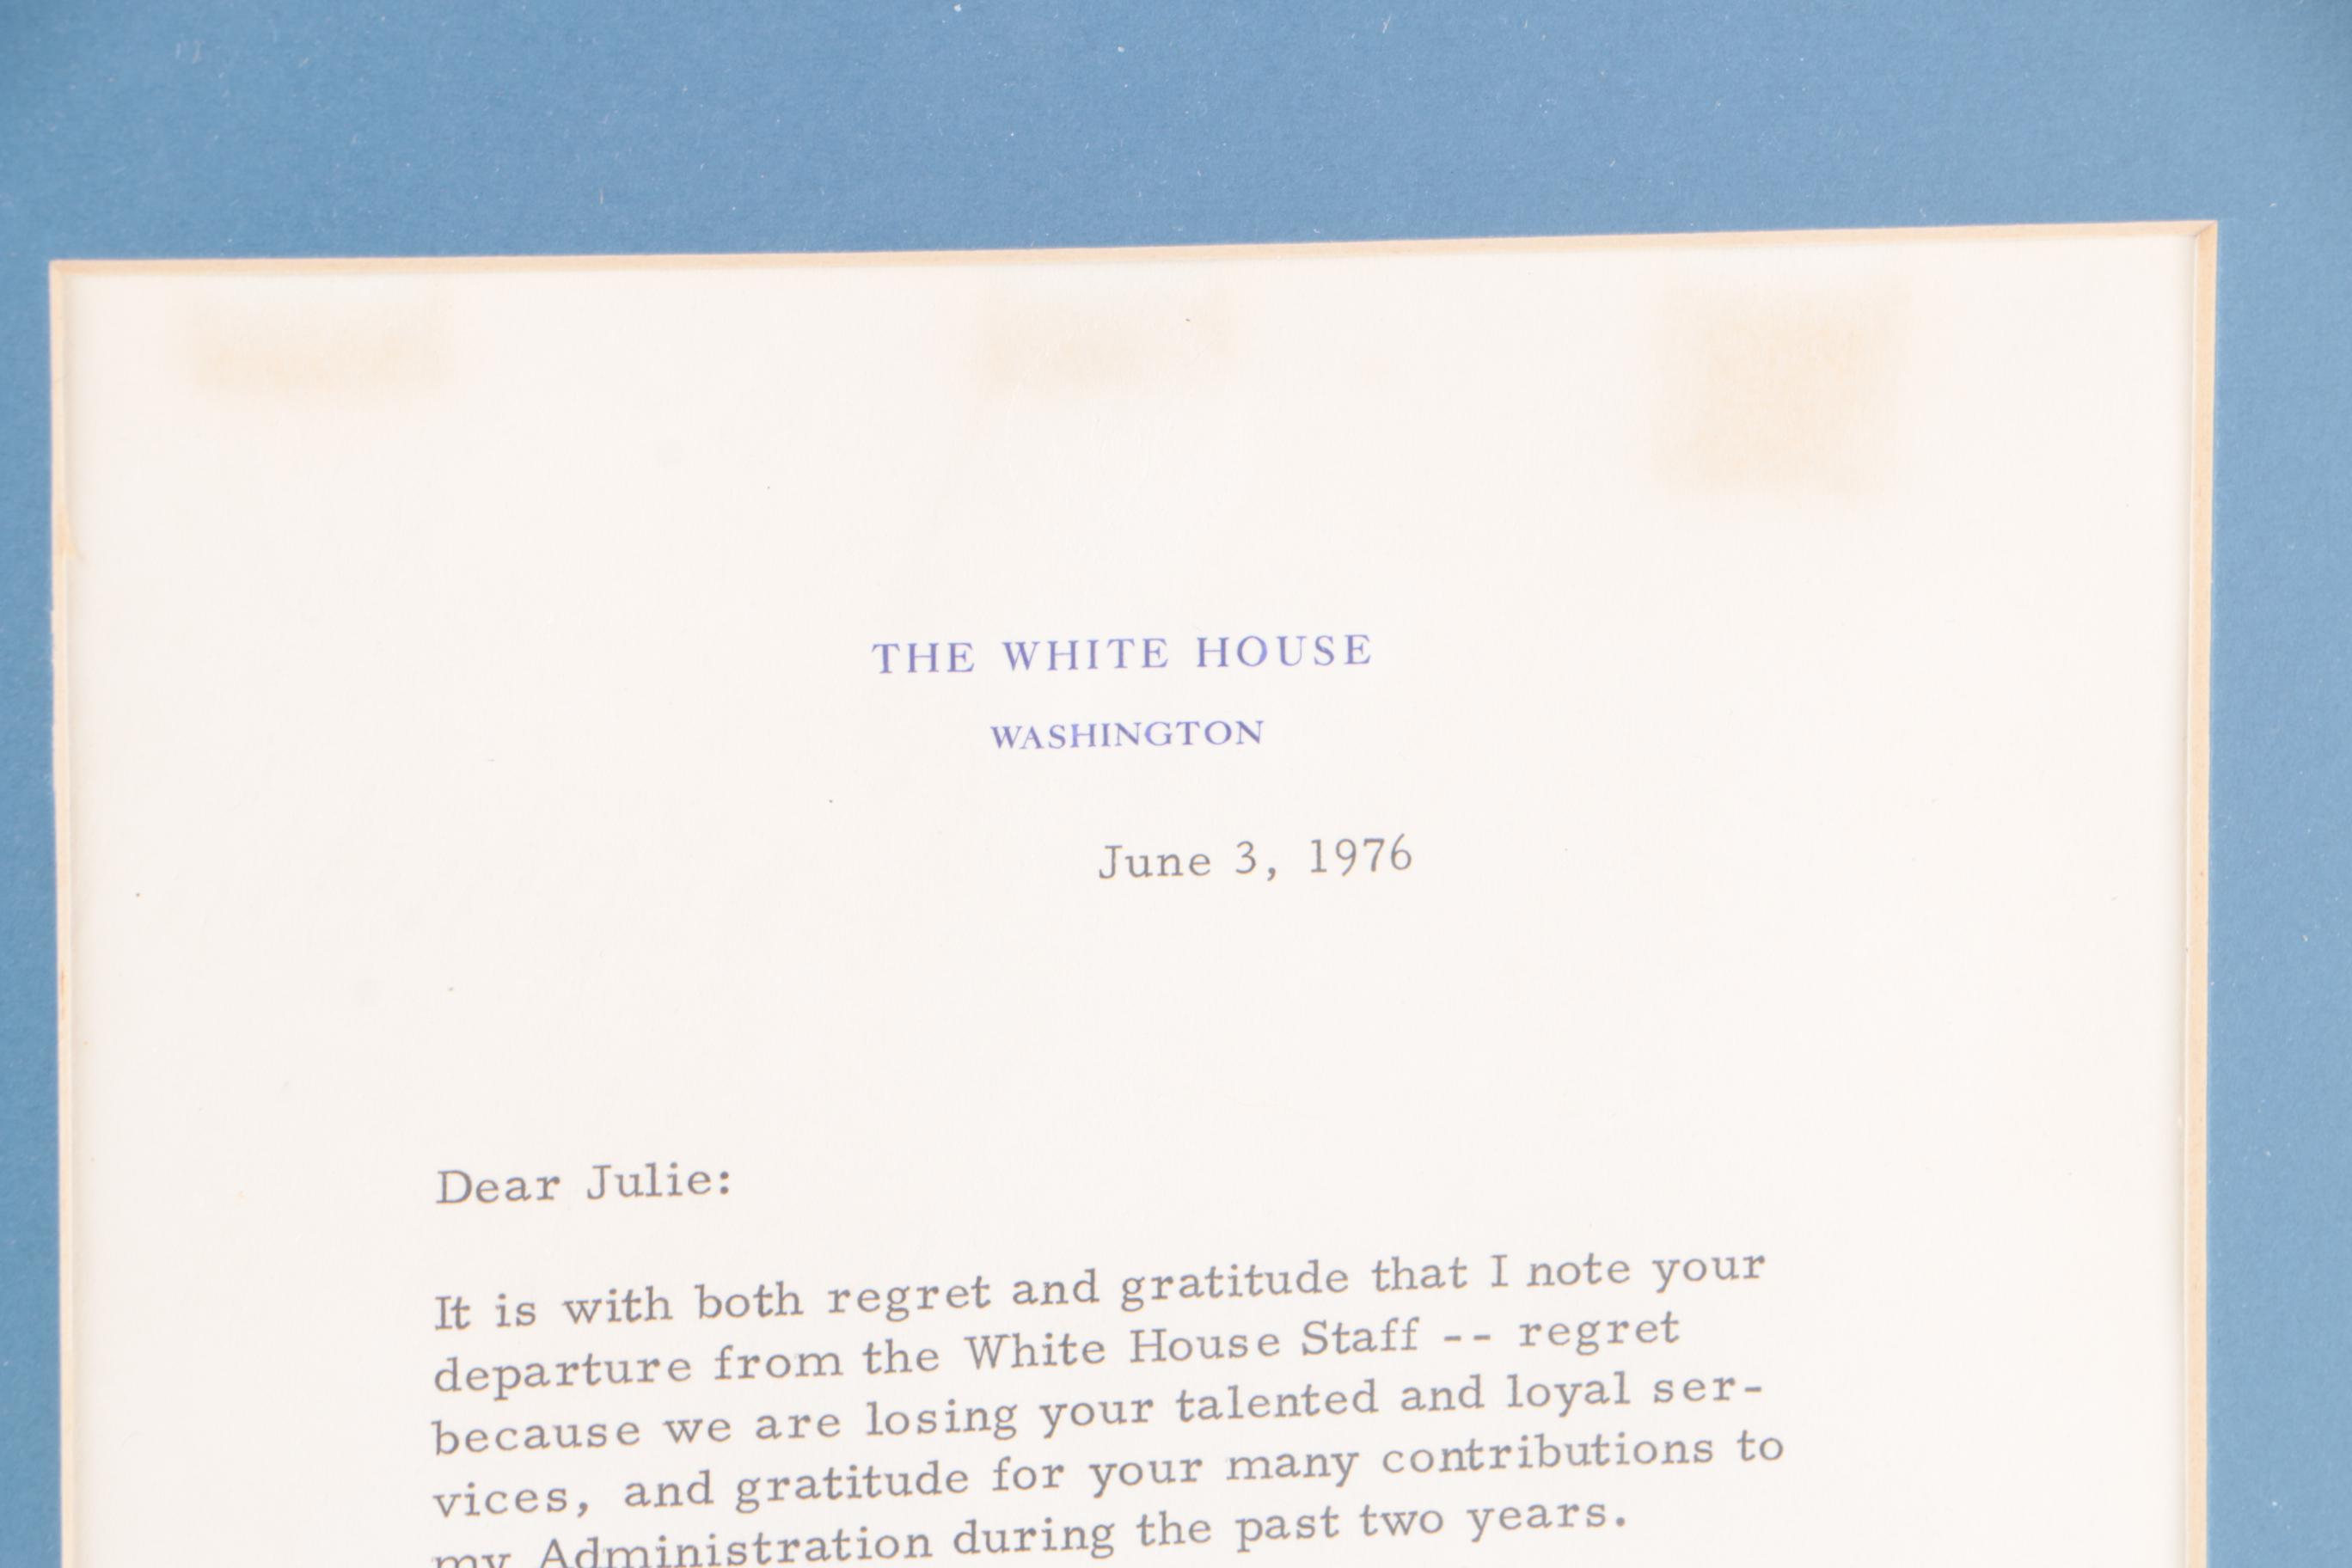 THE WHITE HOUSE
WASHINGTON
June 3, 1976
Dear Julie:
It is with both regret and gratitude that I note your
departure from the White House Staff -- regret
because we are losing your talented and loyal ser-
vices, and gratitude for your many contributions to
my Administration during the past two years.